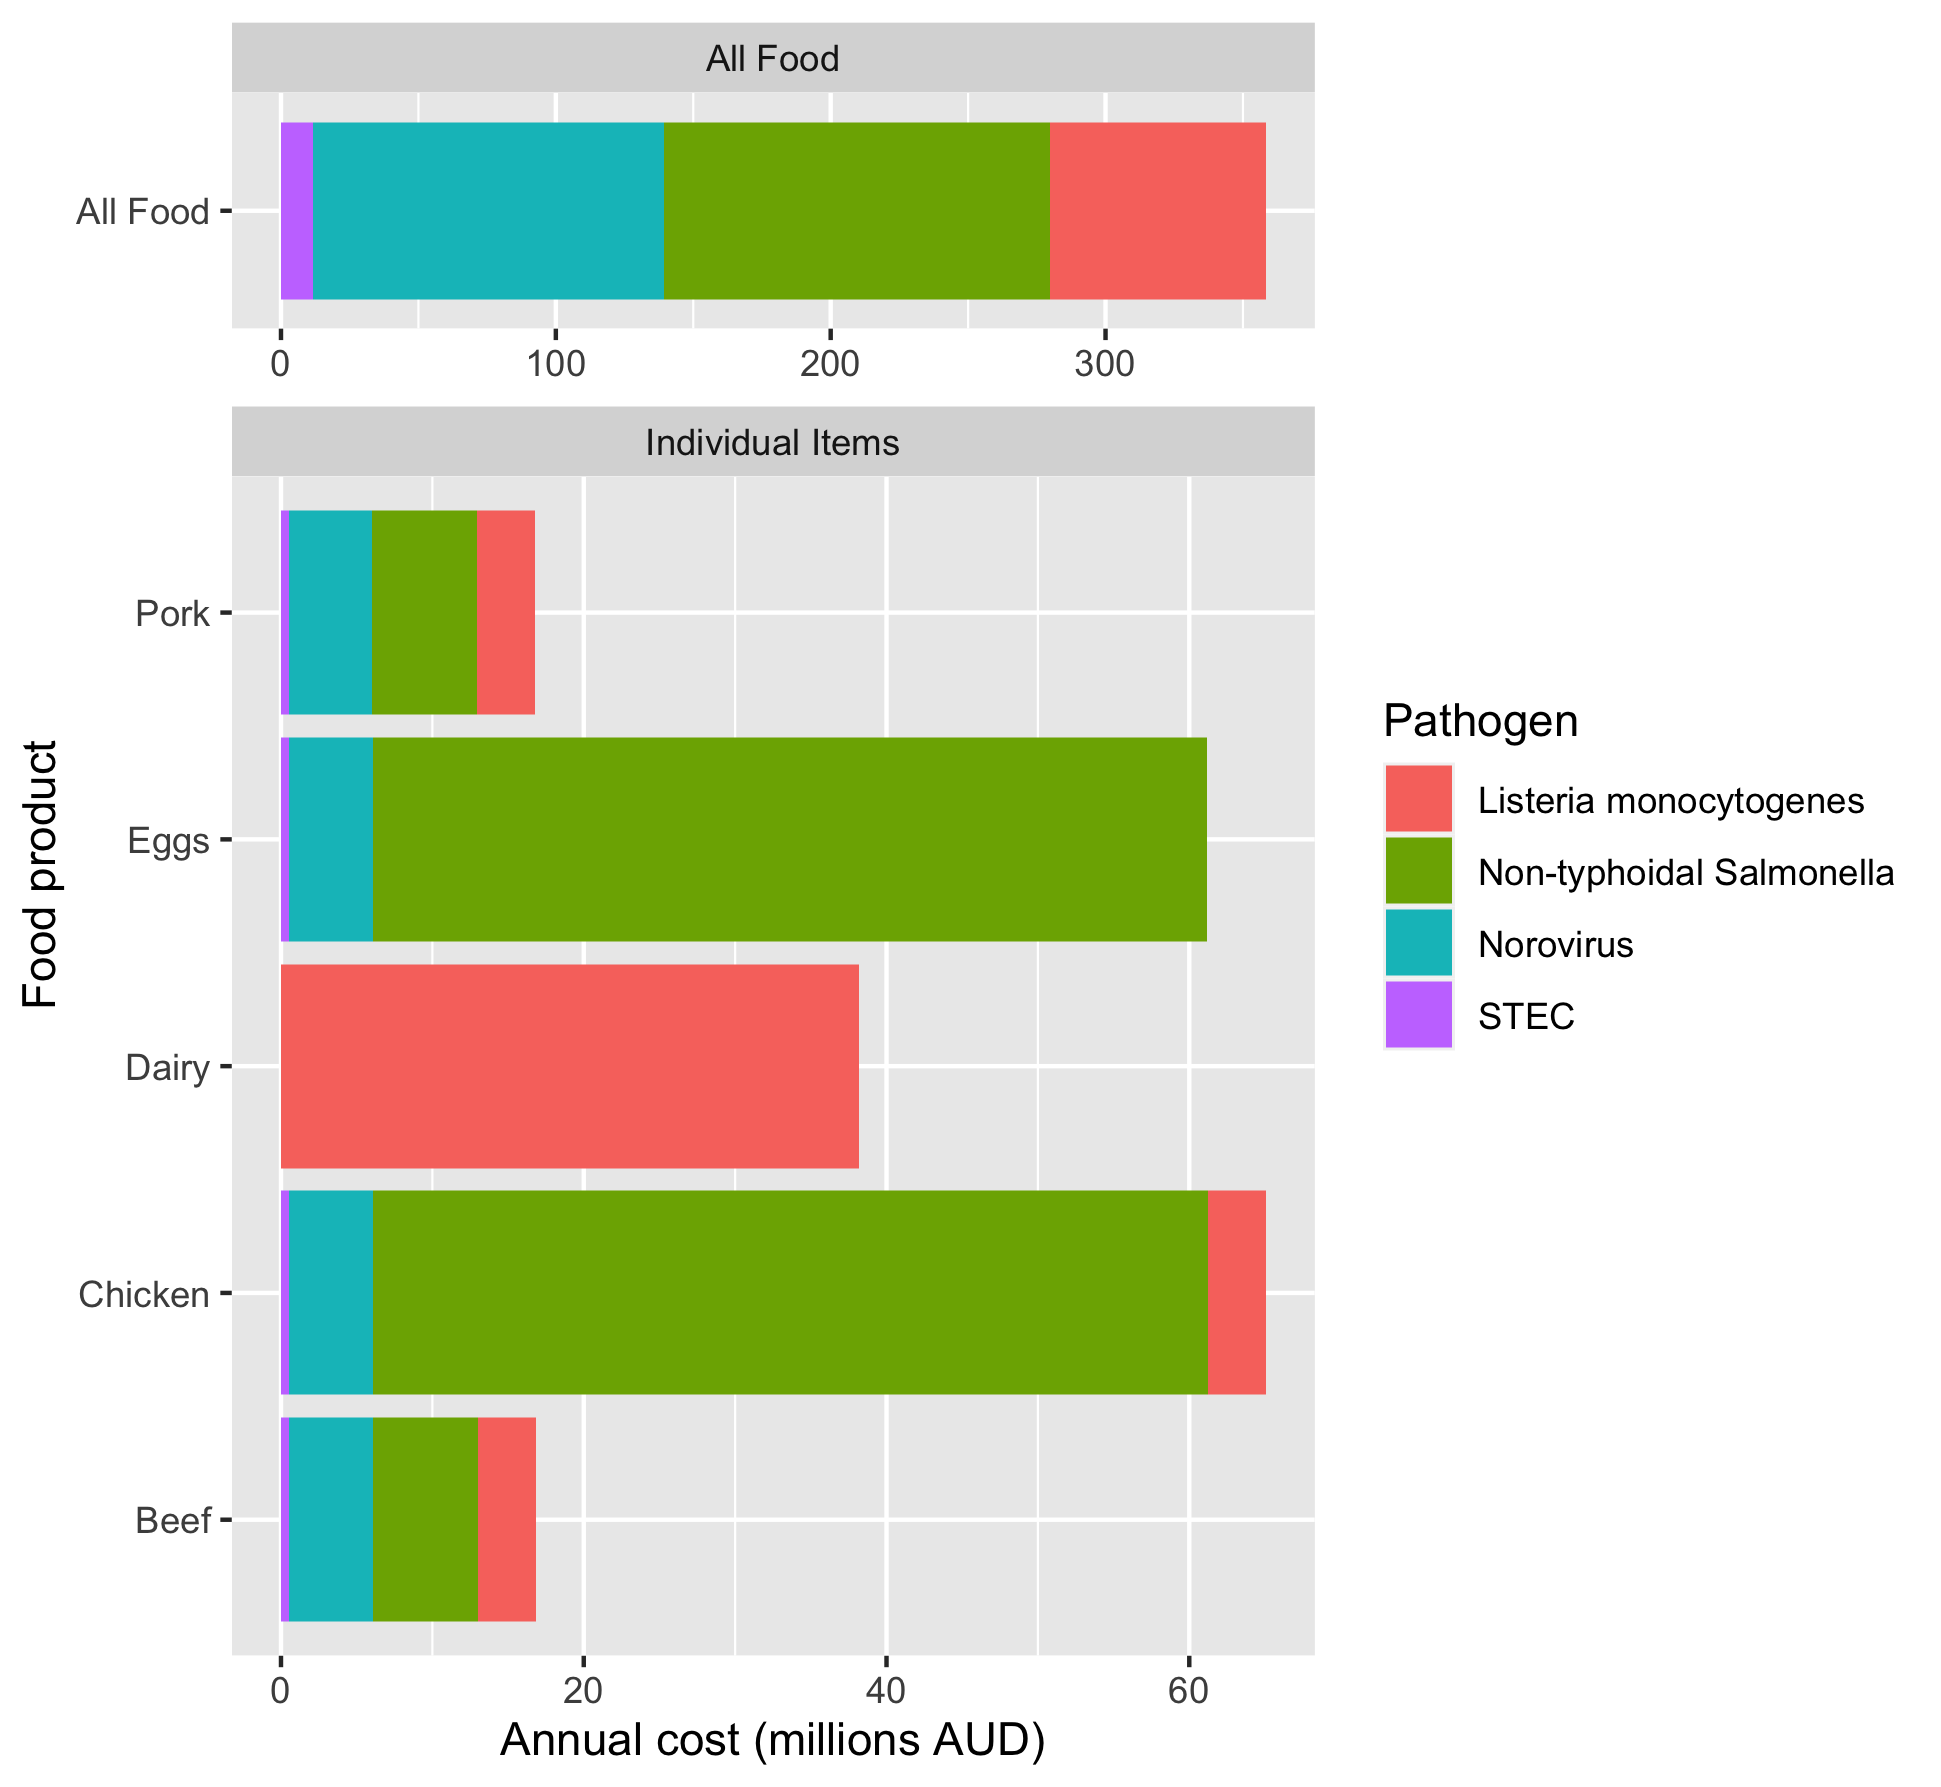 All Food
All Food
0 100 200 300
Individual Items
Pork
Eggs
Dairy
Chicken
Beef
0 20 40 60
Annual cost (millions AUD)
Food product
Pathogen
Listeria monocytogenes
Non-typhoidal Salmonella
Norovirus
STEC